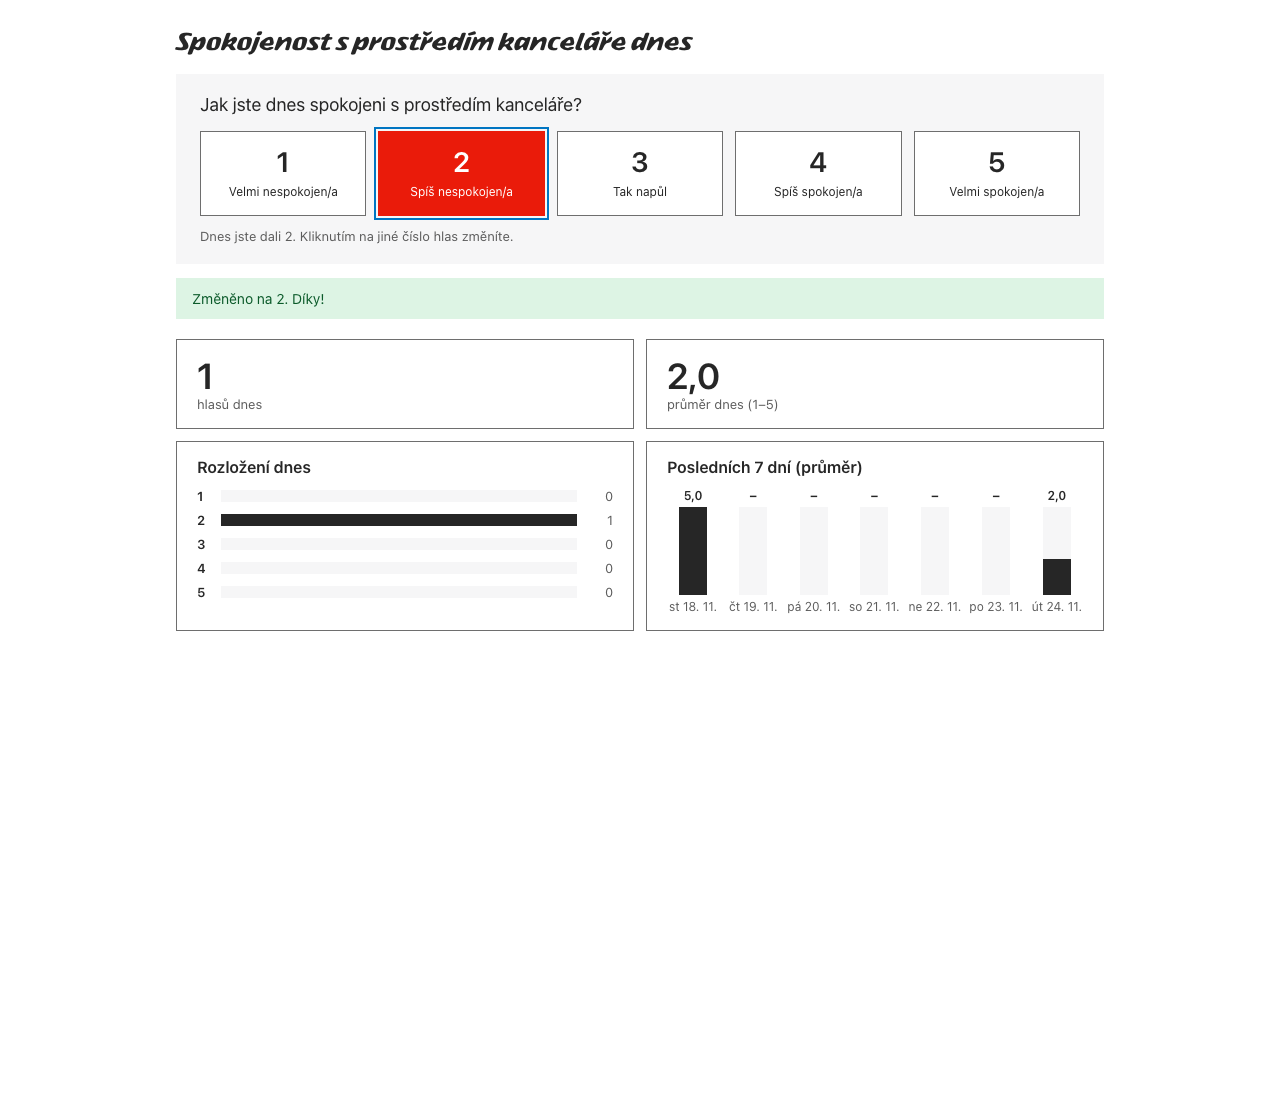 Spokojenost s prostředím kanceláře dnes
Jak jste dnes spokojeni s prostředím kanceláře?
1
Velmi nespokojen/a
2
Spíš nespokojen/a
3
Tak napůl
4
Spíš spokojen/a
5
Velmi spokojen/a
Dnes jste dali 2. Kliknutím na jiné číslo hlas změníte.
Změněno na 2. Díky!
1
hlasů dnes
2,0
průměr dnes (1–5)
Rozložení dnes
1 0
2 1
3 0
4 0
5 0
Posledních 7 dní (průměr)
5,0 – – – – – 2,0
st 18. 11. čt 19. 11. pá 20. 11. so 21. 11. ne 22. 11. po 23. 11. út 24. 11.